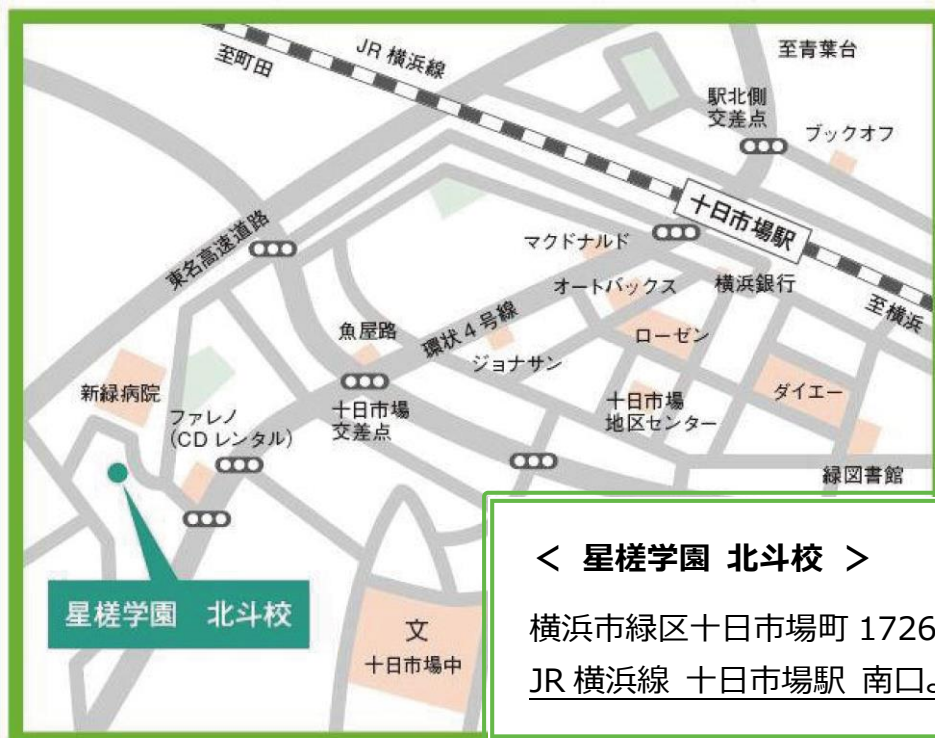 JR 横浜線
至町田
至青葉台
駅北側
交差点
ブックオフ
十日市場駅
東名高速道路
マクドナルド
オートバックス
横浜銀行
至横浜
魚屋路
環状4号線
ローゼン
ジョナサン
新緑病院
ファレノ
(CDレンタル)
十日市場
交差点
十日市場
地区センター
ダイエー
緑図書館
星槎学園 北斗校
文
十日市場中
< 星槎学園 北斗校 >
横浜市緑区十日市場町 1726
JR 横浜線 十日市場駅 南口